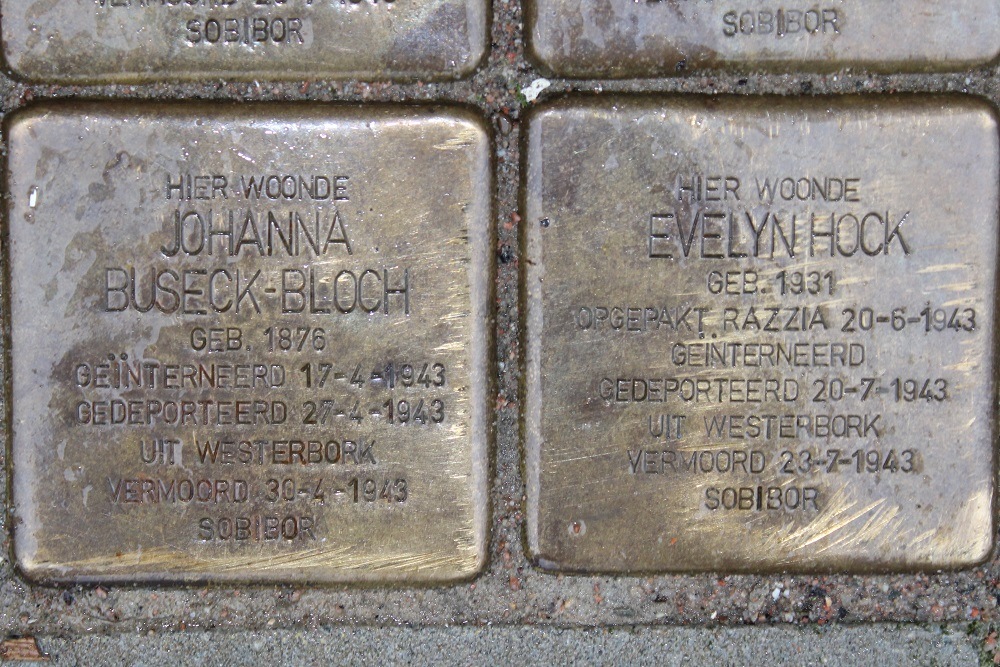 SOBIBOR
SOBIBOR
HIER WOONDE
JOHANNA
BUSECK-BLOCH
GEB. 1876
GEÏNTERNEERD 17-4-1943
GEDEPORTEERD 27-4-1943
UIT WESTERBORK
VERMOORD 30-4-1943
SOBIBOR
HIER WOONDE
EVELYN HOCK
GEB. 1931
OPGEPAKT RAZZIA 20-6-1943
GEÏNTERNEERD
GEDEPORTEERD 20-7-1943
UIT WESTERBORK
VERMOORD 23-7-1943
SOBIBOR